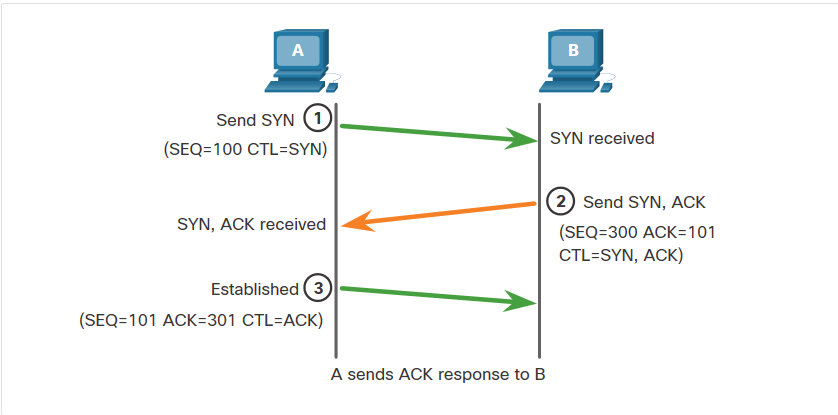 A
B
Send SYN 1
(SEQ=100 CTL=SYN)
SYN received
2 Send SYN, ACK
(SEQ=300 ACK=101
CTL=SYN, ACK)
SYN, ACK received
Established 3
(SEQ=101 ACK=301 CTL=ACK)
A sends ACK response to B